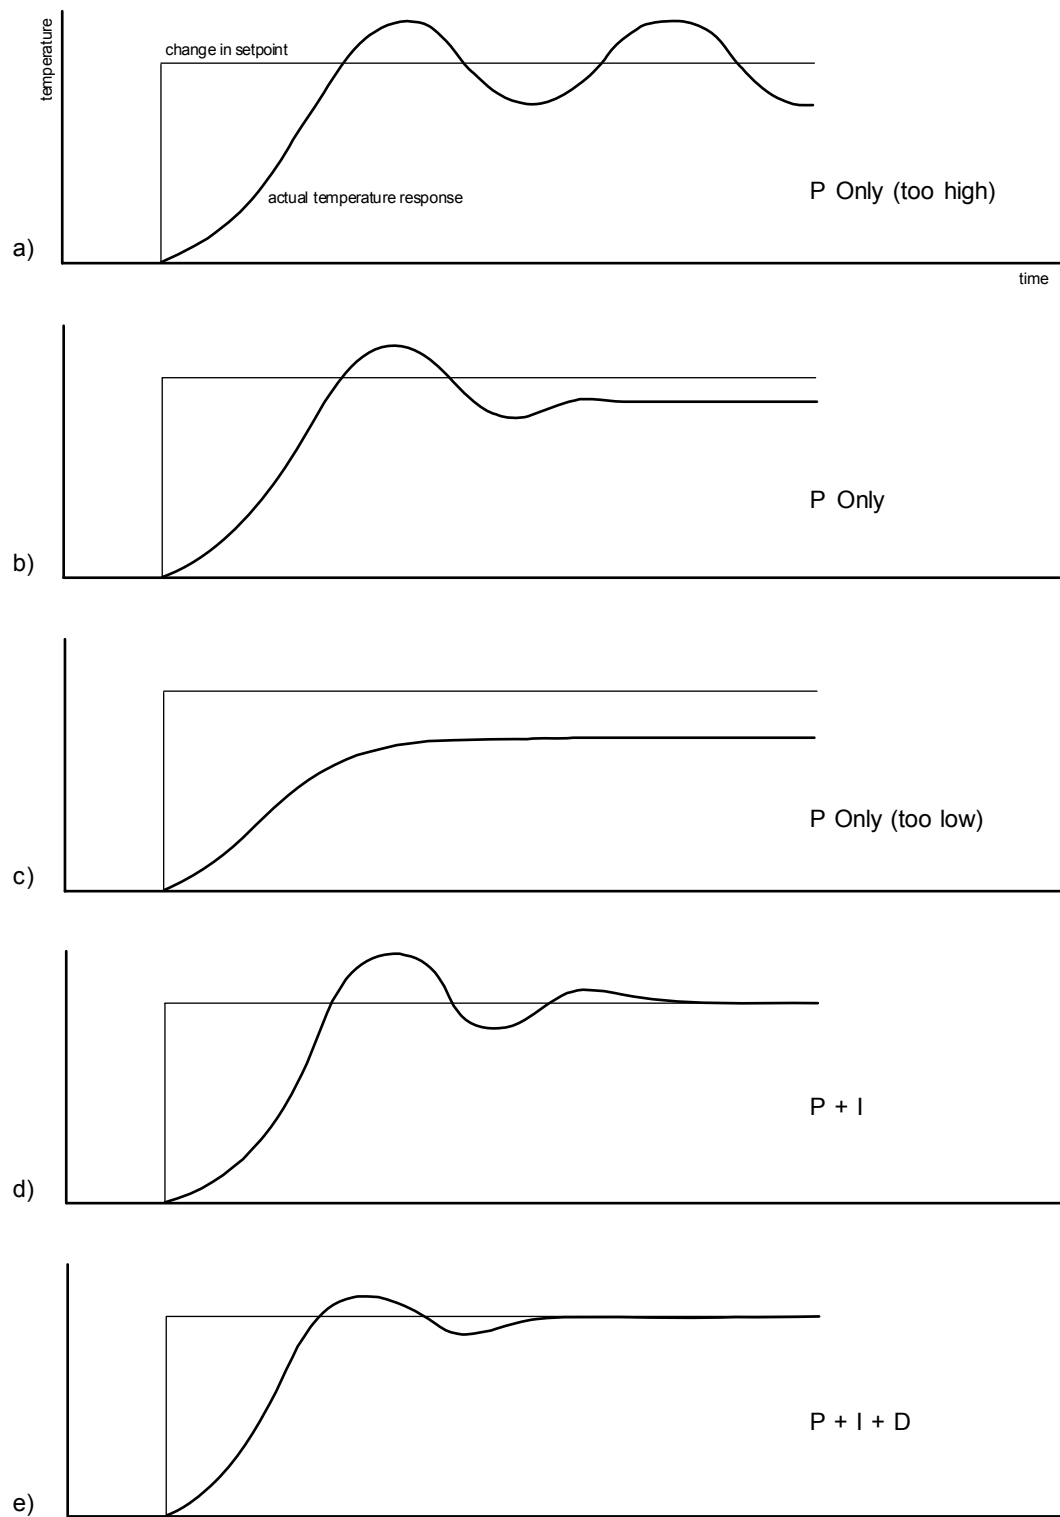 temperature
change in setpoint
actual temperature response
P Only (too high)
a)
time
P Only
b)
P Only (too low)
c)
P + I
d)
P + I + D
e)